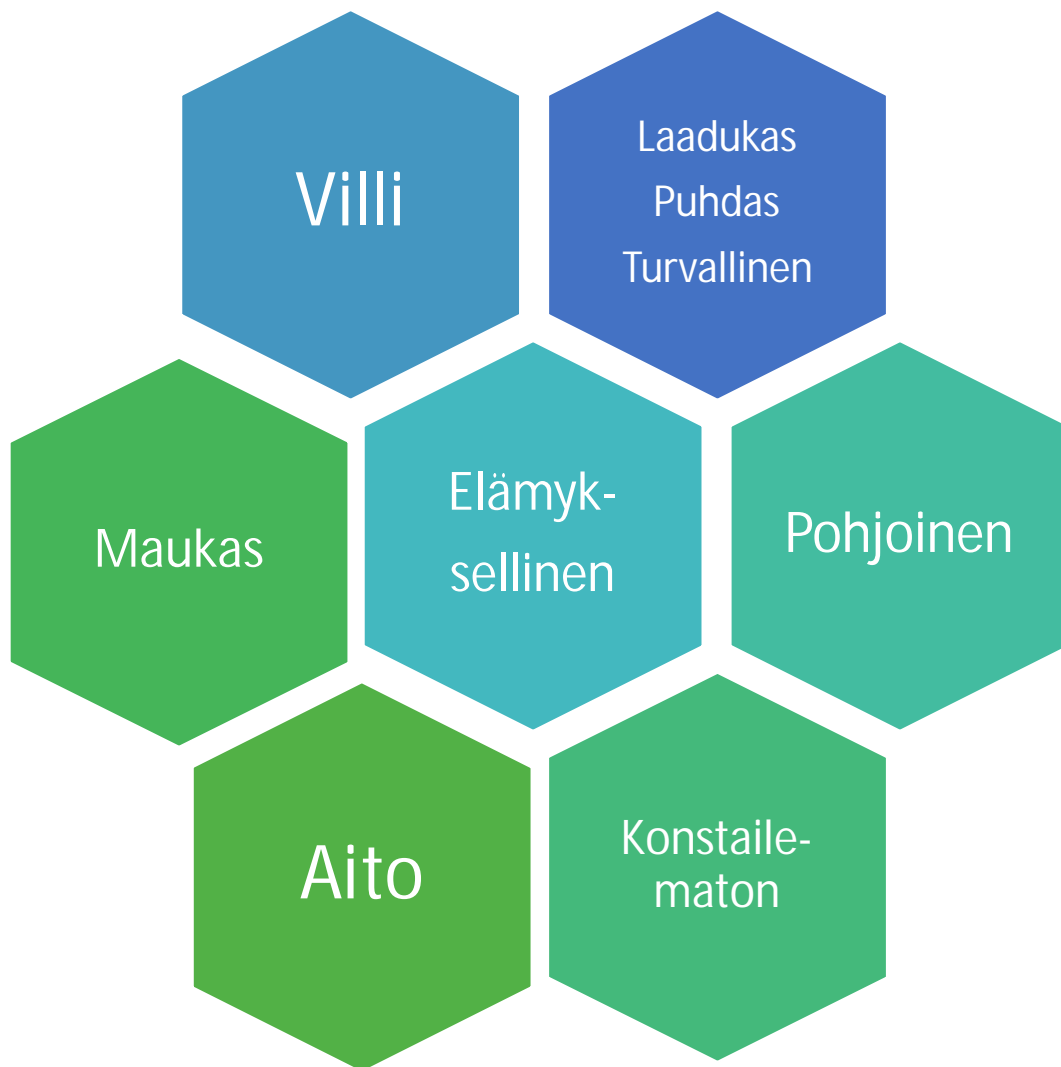 Villi
Laadukas
Puhdas
Turvallinen
Maukas
Elämyk-
sellinen
Pohjoinen
Aito
Konstaile-
maton